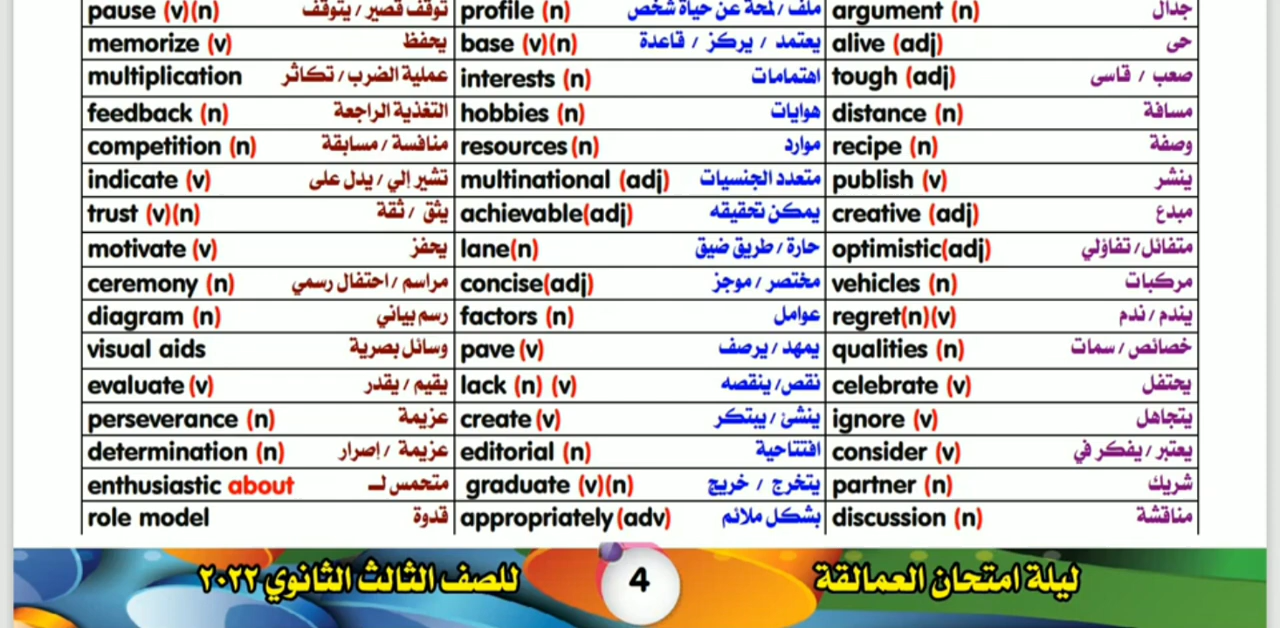 pause (v)(n) توقف قصير / يتوقف profile (n) ملف / لمحة عن حياة شخص argument (n) جدال
memorize (v) يحفظ base (v)(n) يعتمد / يركز / قاعدة alive (adj) حى
multiplication عملية الضرب / تكاثر interests (n) اهتمامات tough (adj) صعب / قاسى
feedback (n) التغذية الراجعة hobbies (n) هوايات distance (n) مسافة
competition (n) منافسة / مسابقة resources (n) موارد recipe (n) وصفة
indicate (v) تشير إلي / يدل على multinational (adj) متعدد الجنسيات publish (v) ينشر
trust (v)(n) يثق / ثقة achievable(adj) يمكن تحقيقه creative (adj) مبدع
motivate (v) يحفز lane(n) حارة / طريق ضيق optimistic(adj) متفائل / تفاؤلي
ceremony (n) مراسم / احتفال رسمي concise(adj) مختصر / موجز vehicles (n) مركبات
diagram (n) رسم بياني factors (n) عوامل regret(n)(v) يندم / ندم
visual aids وسائل بصرية pave (v) يمهد / يرصف qualities (n) خصائص / سمات
evaluate (v) يقيم / يقدر lack (n) (v) نقص / ينقصه celebrate (v) يحتفل
perseverance (n) عزيمة create (v) ينشئ / يبتكر ignore (v) يتجاهل
determination (n) عزيمة / إصرار editorial (n) افتتاحية consider (v) يعتبر / يفكر في
enthusiastic about متحمس لـ graduate (v)(n) يتخرج / خريج partner (n) شريك
role model قدوة appropriately (adv) بشكل ملائم discussion (n) مناقشة
ليلة امتحان العمالقة 4 للصف الثالث الثانوي ٢٠٢٢